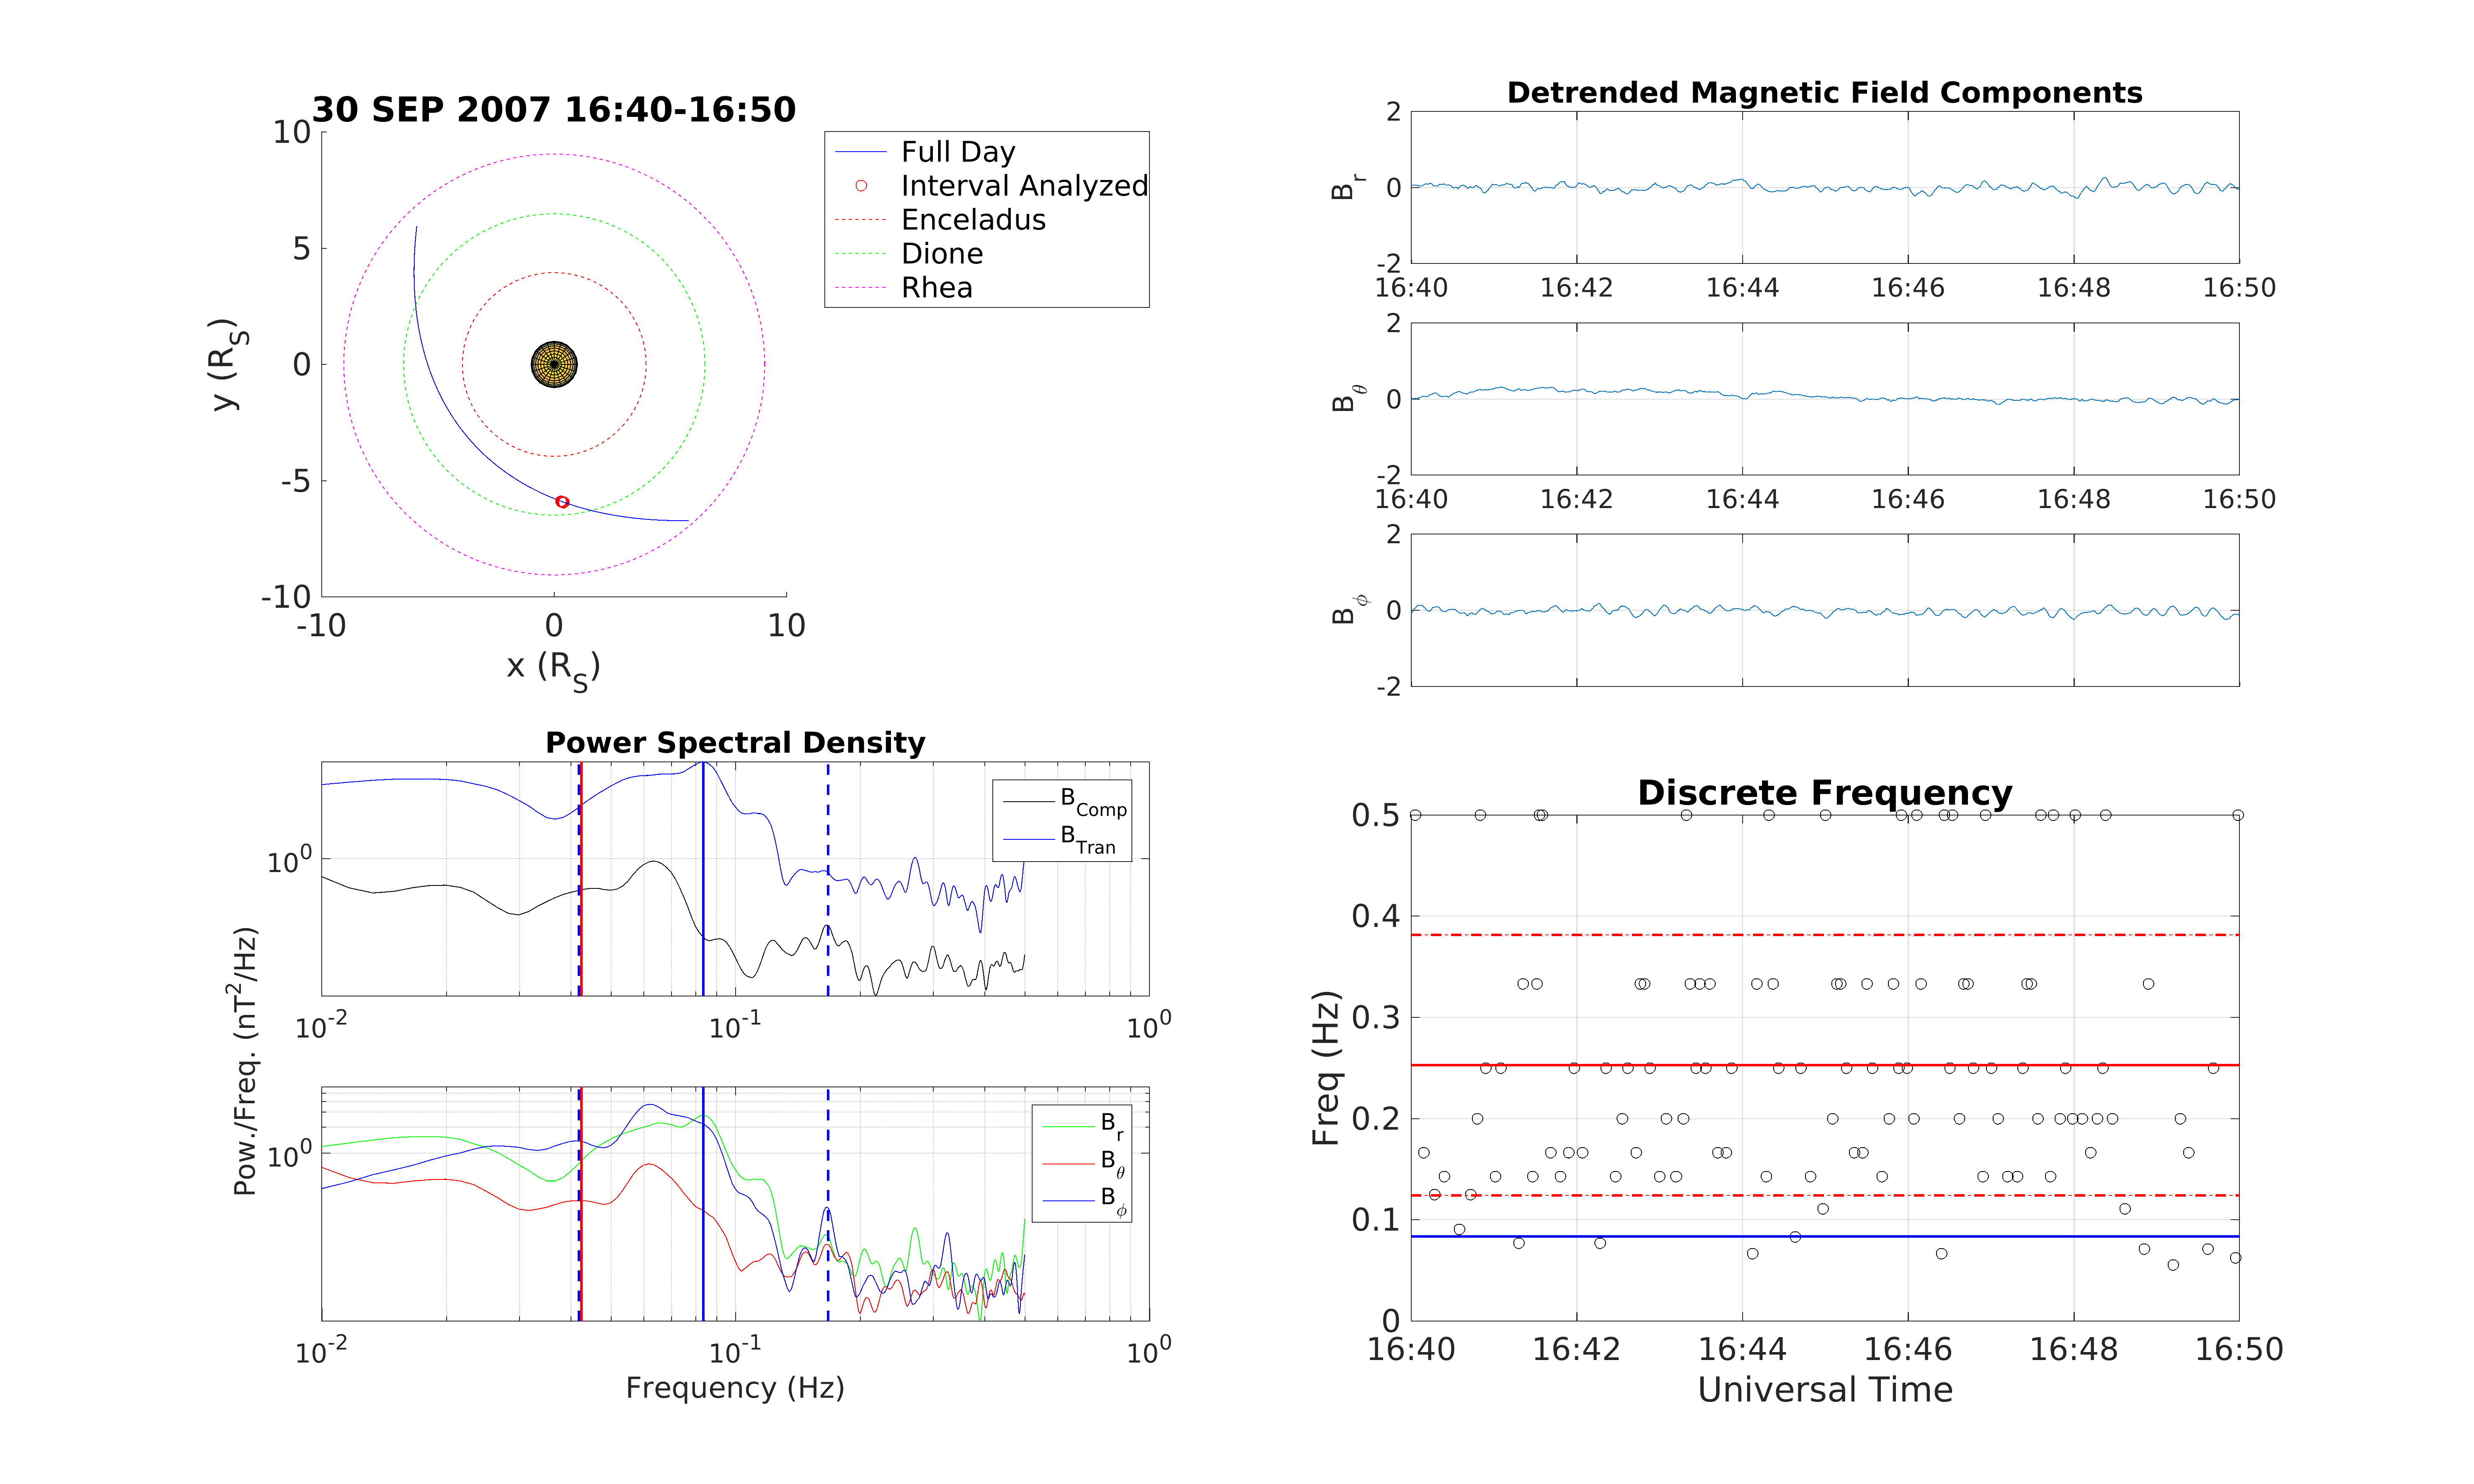 30 SEP 2007 16:40-16:50
10
5
0
-5
-10
-10 0 10
y (R_S)
x (R_S)
Full Day
Interval Analyzed
Enceladus
Dione
Rhea
Detrended Magnetic Field Components
B_r
2
0
-2
16:40 16:42 16:44 16:46 16:48 16:50
B_θ
2
0
-2
16:40 16:42 16:44 16:46 16:48 16:50
B_ϕ
2
0
-2
Power Spectral Density
Pow./Freq. (nT^2/Hz)
10^0
B_Comp
B_Tran
10^-2 10^-1 10^0
10^0
B_r
B_θ
B_ϕ
10^-2 10^-1 10^0
Frequency (Hz)
Discrete Frequency
Freq (Hz)
0.5
0.4
0.3
0.2
0.1
0
16:40 16:42 16:44 16:46 16:48 16:50
Universal Time